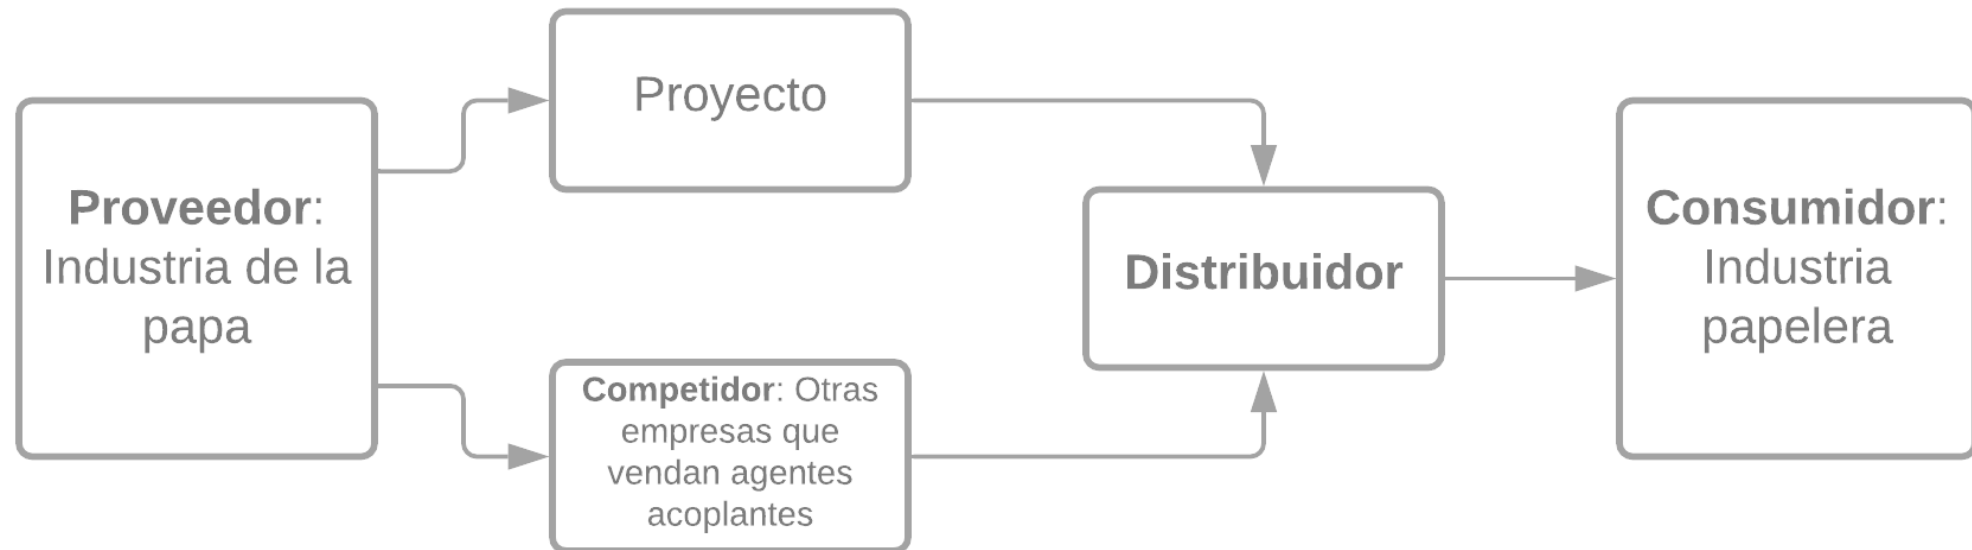 Proveedor:
Industria de la
papa
Proyecto
Competidor: Otras
empresas que
vendan agentes
acoplantes
Distribuidor
Consumidor:
Industria
papelera